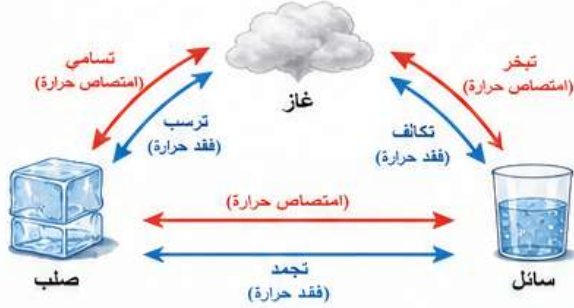 تسامي
(امتصاص حرارة)
غاز
تبخر
(امتصاص حرارة)
ترسب
(فقد حرارة)
تكالف
(فقد حرارة)
(امتصاص حرارة)
صلب
تجمد
(فقد حرارة)
سائل